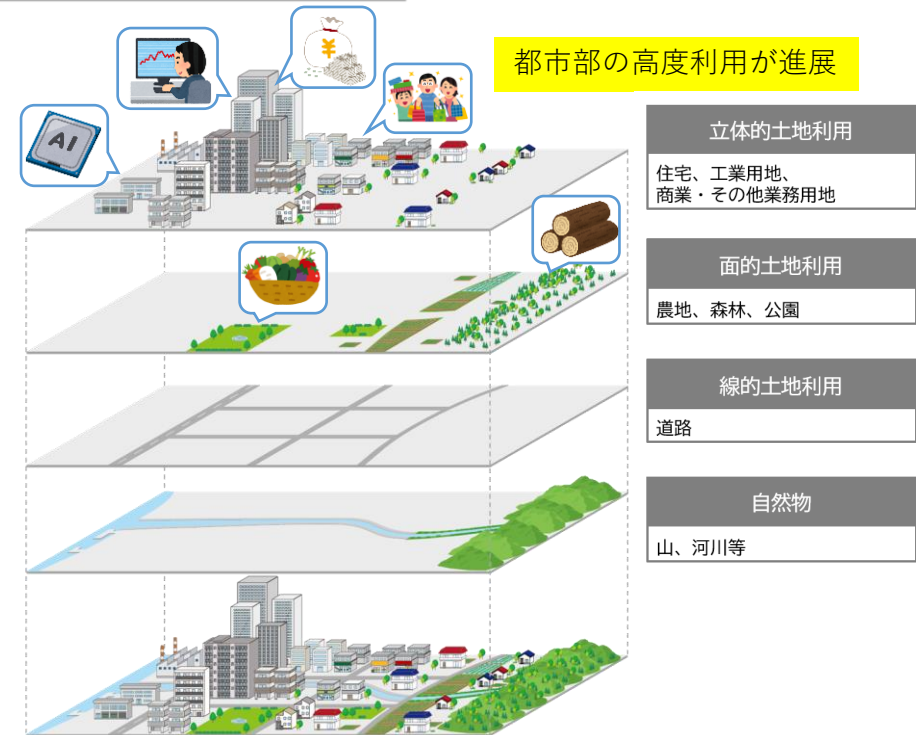 都市部の高度利用が進展
AI
¥
立体的土地利用
住宅、工業用地、
商業・その他業務用地
面的土地利用
農地、森林、公園
線的土地利用
道路
自然物
山、河川等